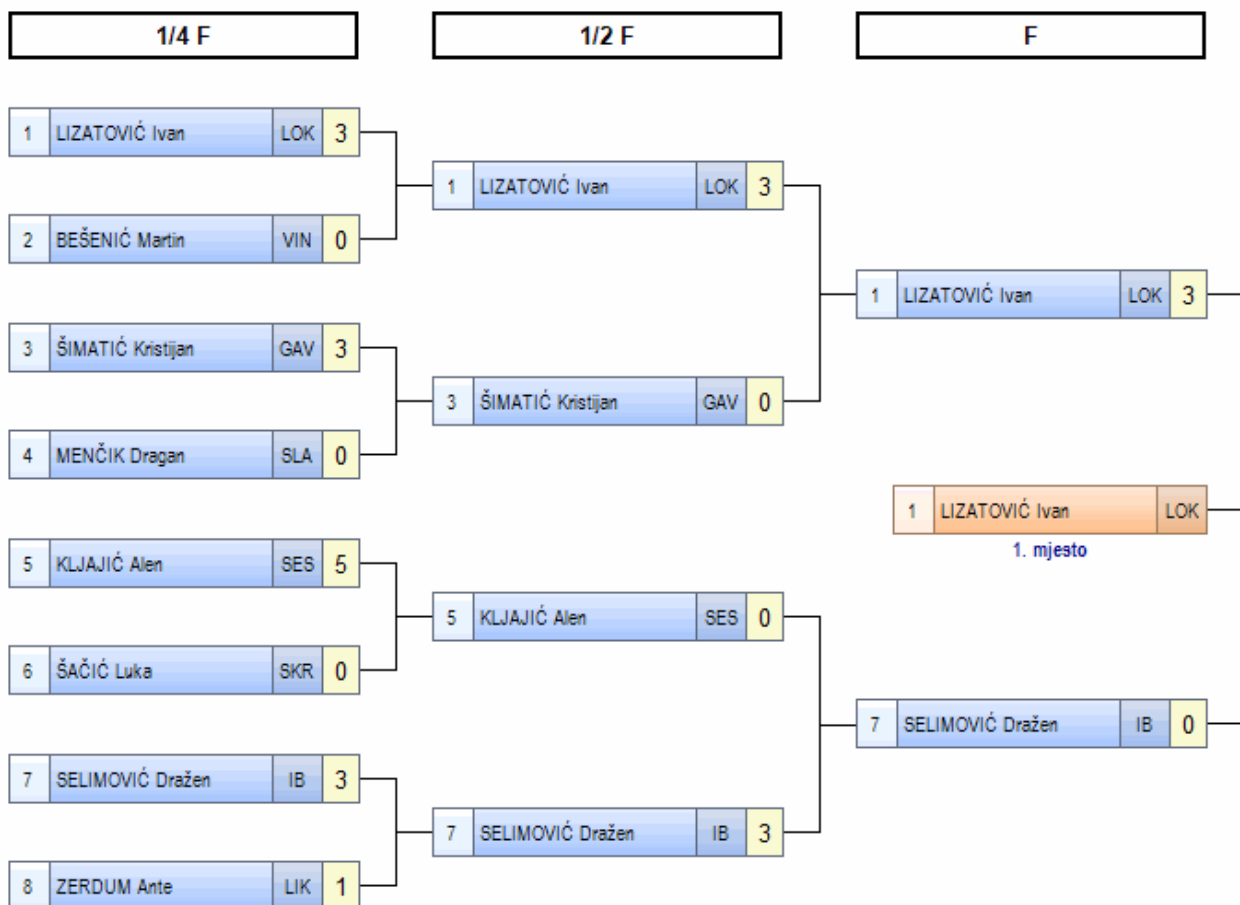 1/4 F 1/2 F F
1 LIZATOVIĆ Ivan LOK 3
1 LIZATOVIĆ Ivan LOK 3
2 BEŠENIĆ Martin VIN 0
1 LIZATOVIĆ Ivan LOK 3
3 ŠIMATIĆ Kristijan GAV 3
3 ŠIMATIĆ Kristijan GAV 0
4 MENČIK Dragan SLA 0
1 LIZATOVIĆ Ivan LOK
1. mjesto
5 KLJAJIĆ Alen SES 5
5 KLJAJIĆ Alen SES 0
6 ŠAČIĆ Luka SKR 0
7 SELIMOVIĆ Dražen IB 0
7 SELIMOVIĆ Dražen IB 3
7 SELIMOVIĆ Dražen IB 3
8 ZERDUM Ante LIK 1